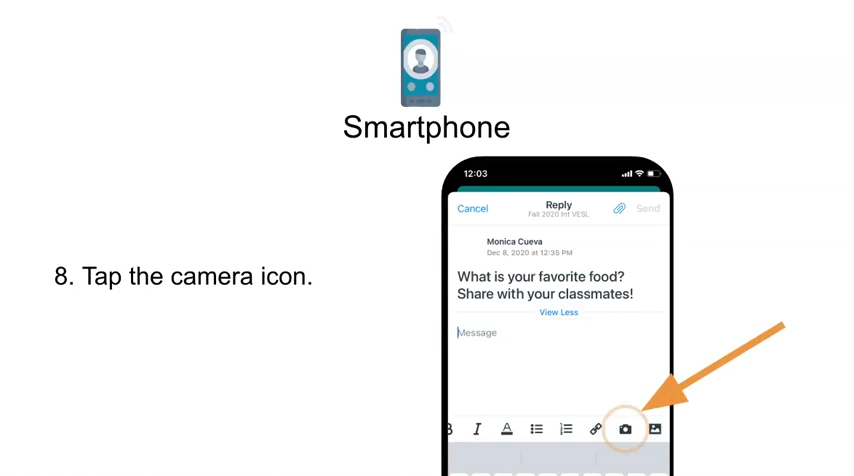 Smartphone
8. Tap the camera icon.
12:03
Cancel
Reply
Fall 2020 Int VESL
Send
Monica Cueva
Dec 8, 2020 at 12:35 PM
What is your favorite food?
Share with your classmates!
View Less
Message
B I A